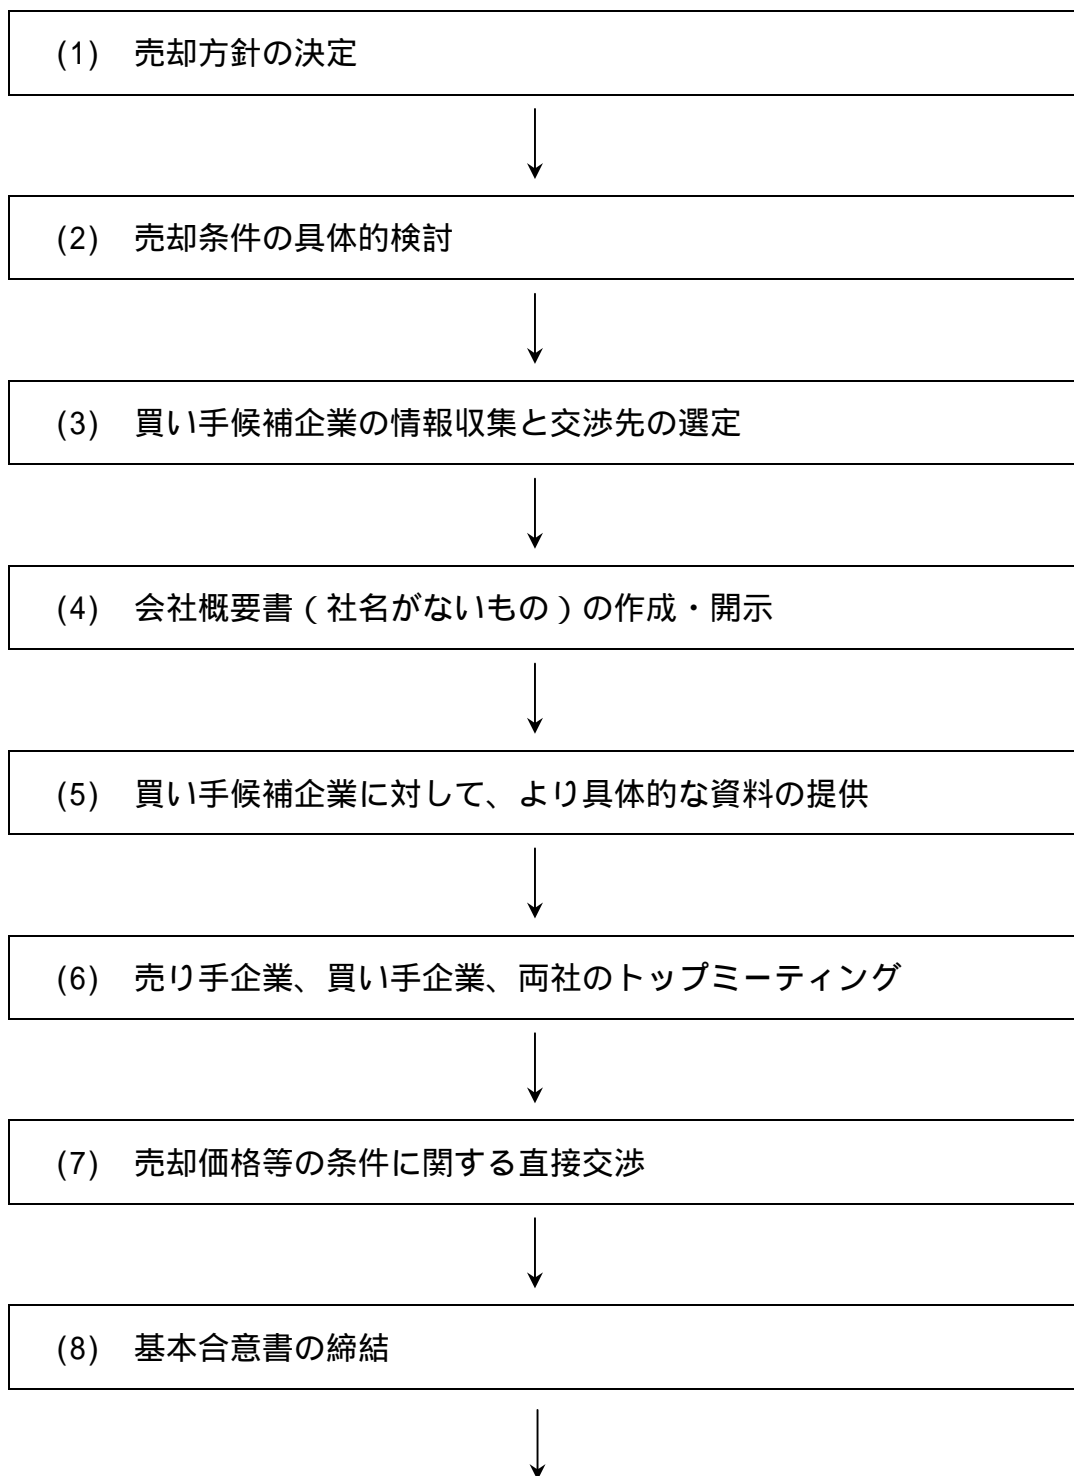 (1) 売却方針の決定
(2) 売却条件の具体的検討
(3) 買い手候補企業の情報収集と交渉先の選定
(4) 会社概要書（社名がないもの）の作成・開示
(5) 買い手候補企業に対して、より具体的な資料の提供
(6) 売り手企業、買い手企業、両社のトップミーティング
(7) 売却価格等の条件に関する直接交渉
(8) 基本合意書の締結